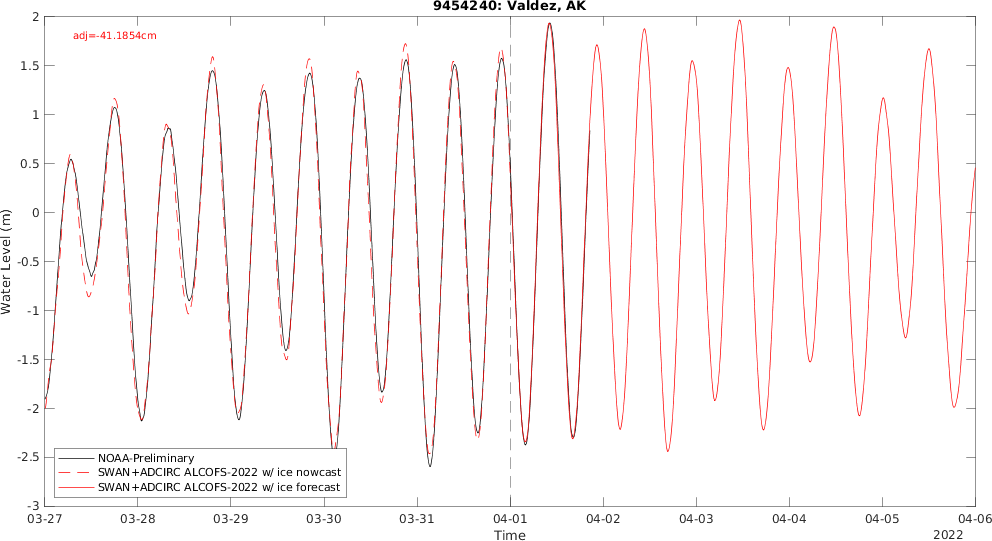 9454240: Valdez, AK
adj=-41.1854cm
2
1.5
1
0.5
0
-0.5
-1
-1.5
-2
-2.5
-3
Water Level (m)
NOAA-Preliminary
SWAN+ADCIRC ALCOFS-2022 w/ ice nowcast
SWAN+ADCIRC ALCOFS-2022 w/ ice forecast
03-27 03-28 03-29 03-30 03-31 04-01 04-02 04-03 04-04 04-05 04-06
Time
2022